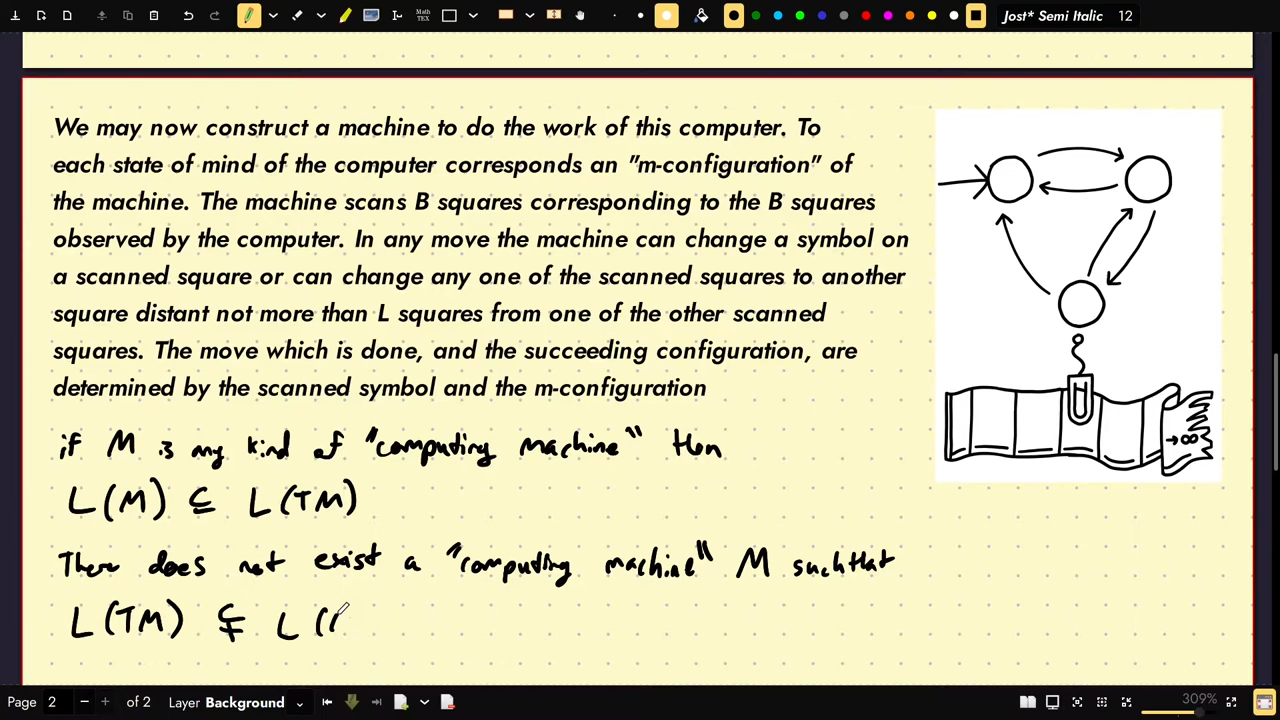 Math
TEX
Jost* Semi Italic 12
We may now construct a machine to do the work of this computer. To
each state of mind of the computer corresponds an "m-configuration" of
the machine. The machine scans B squares corresponding to the B squares
observed by the computer. In any move the machine can change a symbol on
a scanned square or can change any one of the scanned squares to another
square distant not more than L squares from one of the other scanned
squares. The move which is done, and the succeeding configuration, are
determined by the scanned symbol and the m-configuration
→∞
if M is any kind of "computing machine" then
L(M) ⊆ L(TM)
There does not exist a "computing machine" M such that
L(TM) ⊊ L(
Page 2 of 2 Layer Background 309%